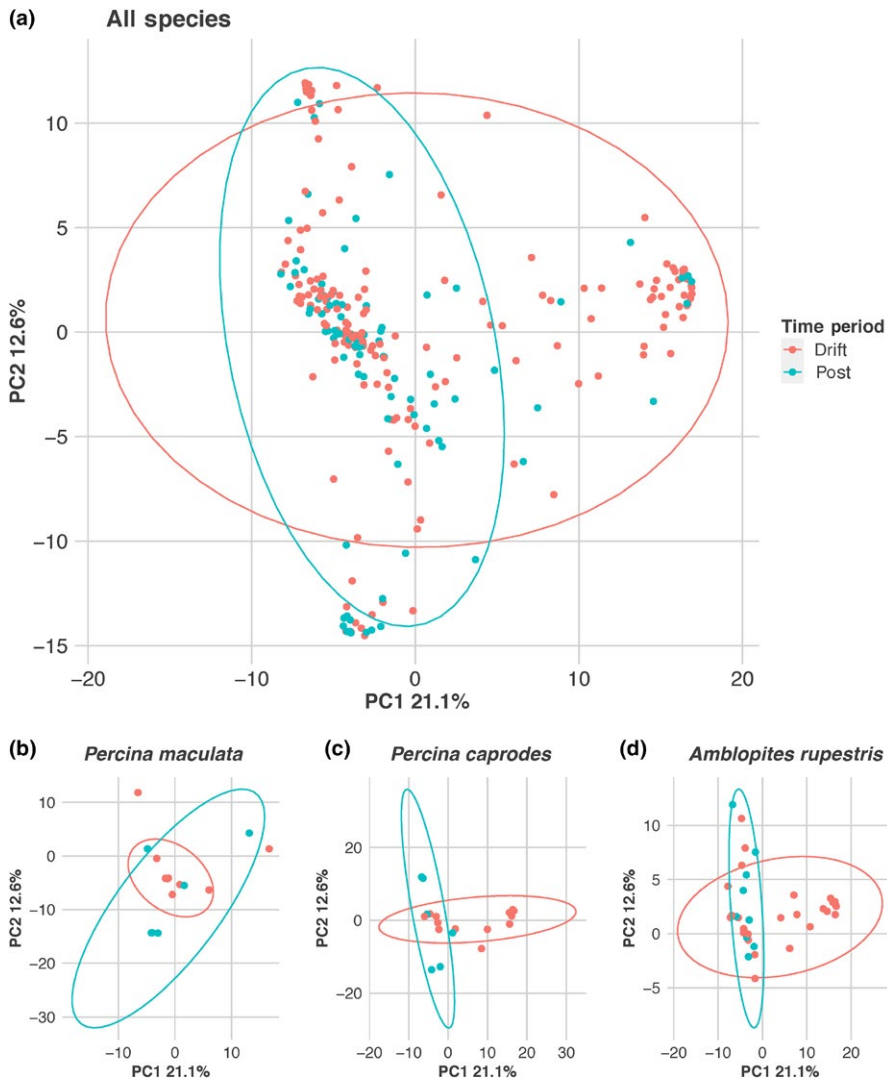 (a) All species
10
5
0
−5
−10
−15
−20 −10 0 10 20
PC2 12.6%
PC1 21.1%
Time period
Drift
Post
(b) Percina maculata
10
0
−10
−20
−30
−10 0 10
PC2 12.6%
PC1 21.1%
(c) Percina caprodes
20
0
−20
−20 −10 0 10 20 30
PC2 12.6%
PC1 21.1%
(d) Amblopites rupestris
10
5
0
−5
−20 −10 0 10 20
PC2 12.6%
PC1 21.1%